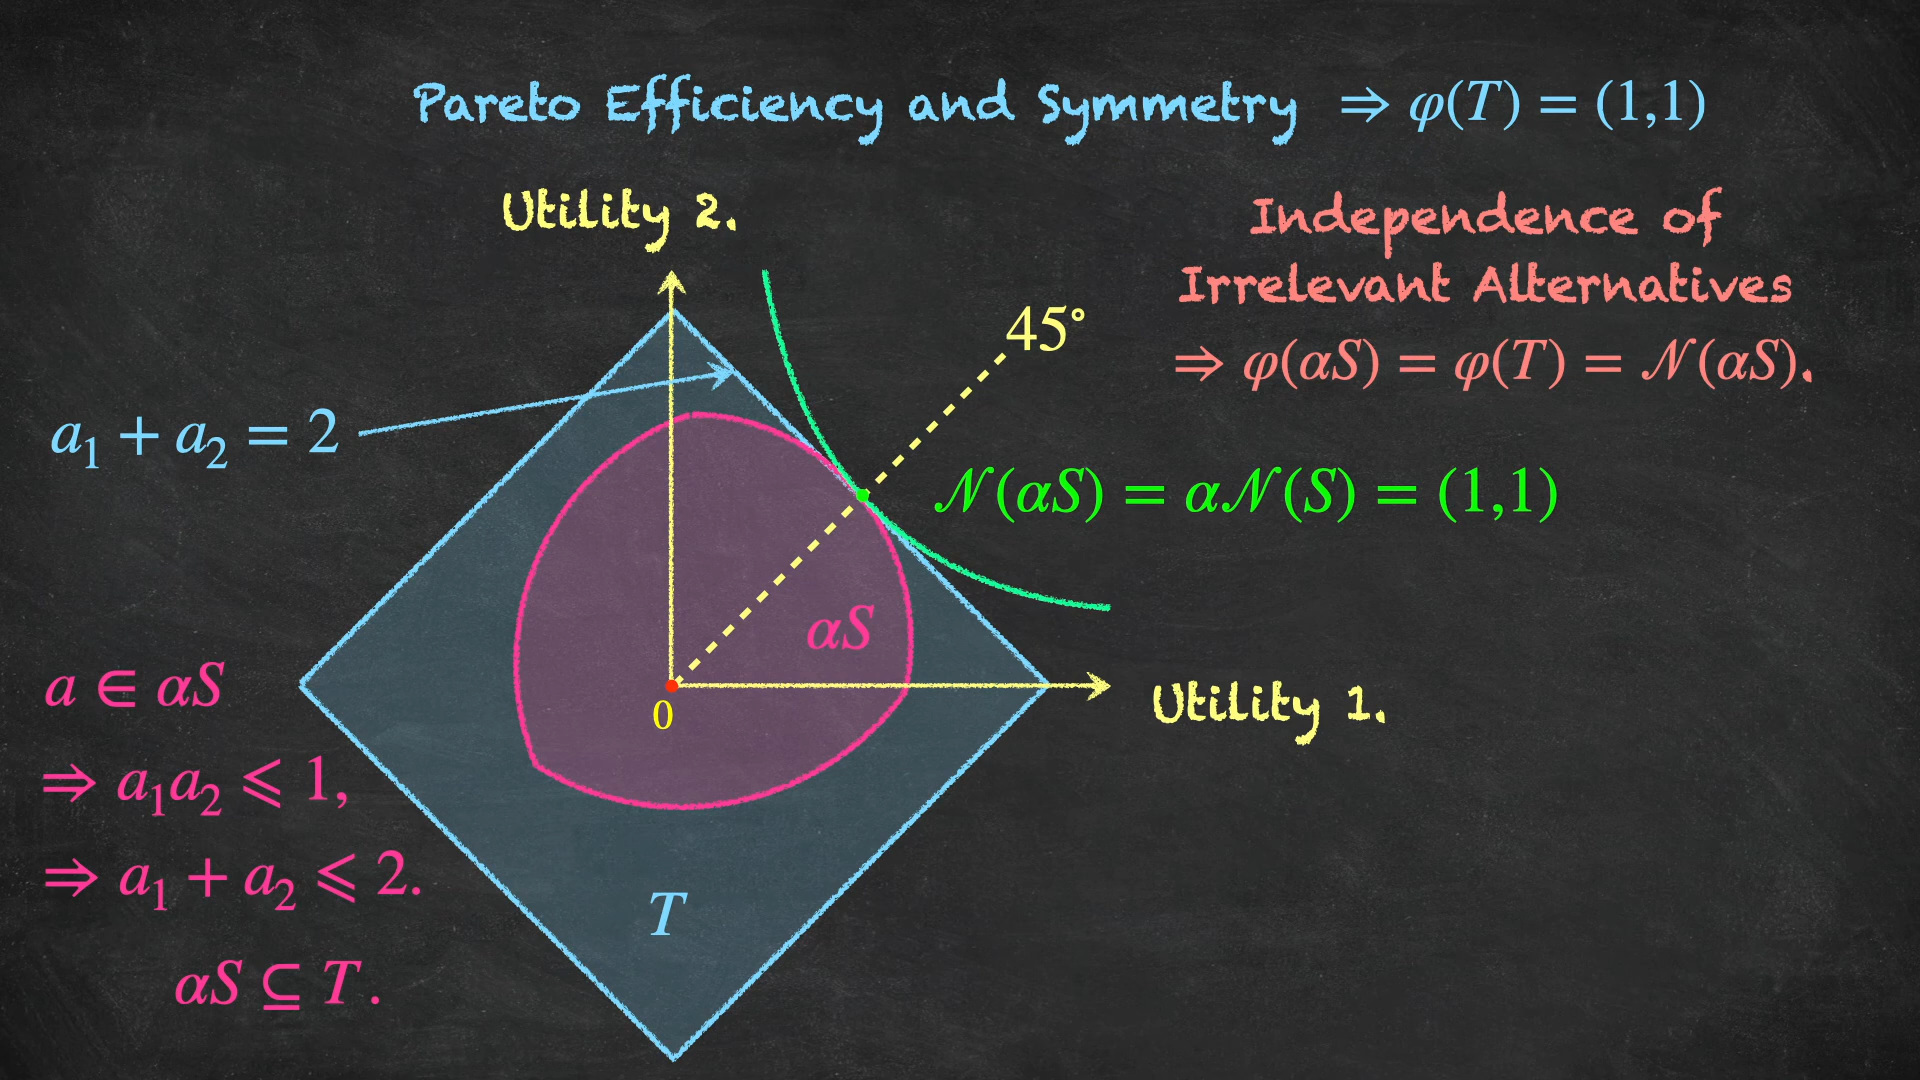 Pareto Efficiency and Symmetry ⇒ φ(T) = (1,1)
Utility 2.
Independence of
Irrelevant Alternatives
⇒ φ(αS) = φ(T) = 𝒩(αS).
45°
a₁ + a₂ = 2
𝒩(αS) = α𝒩(S) = (1,1)
αS
0
Utility 1.
a ∈ αS
⇒ a₁a₂ ⩽ 1,
⇒ a₁ + a₂ ⩽ 2.
T
αS ⊆ T.